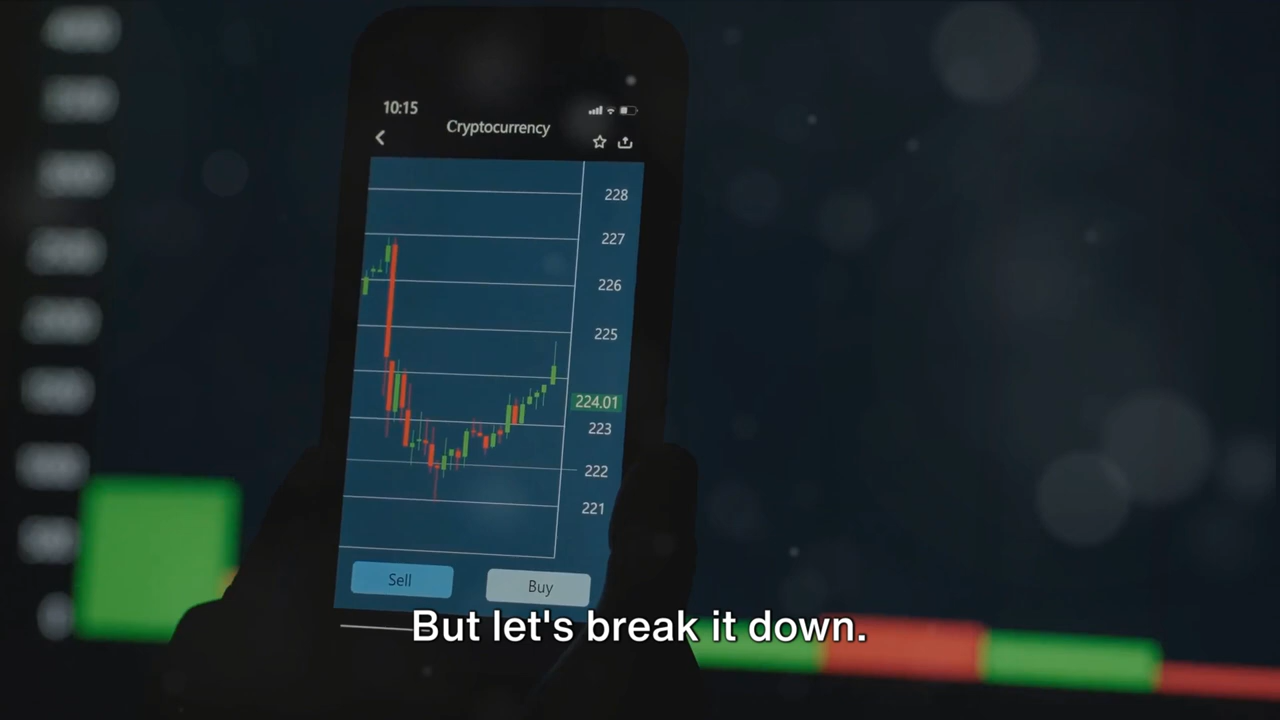 10:15
Cryptocurrency
228
227
226
225
224.01
223
222
221
Sell
Buy
But let's break it down.